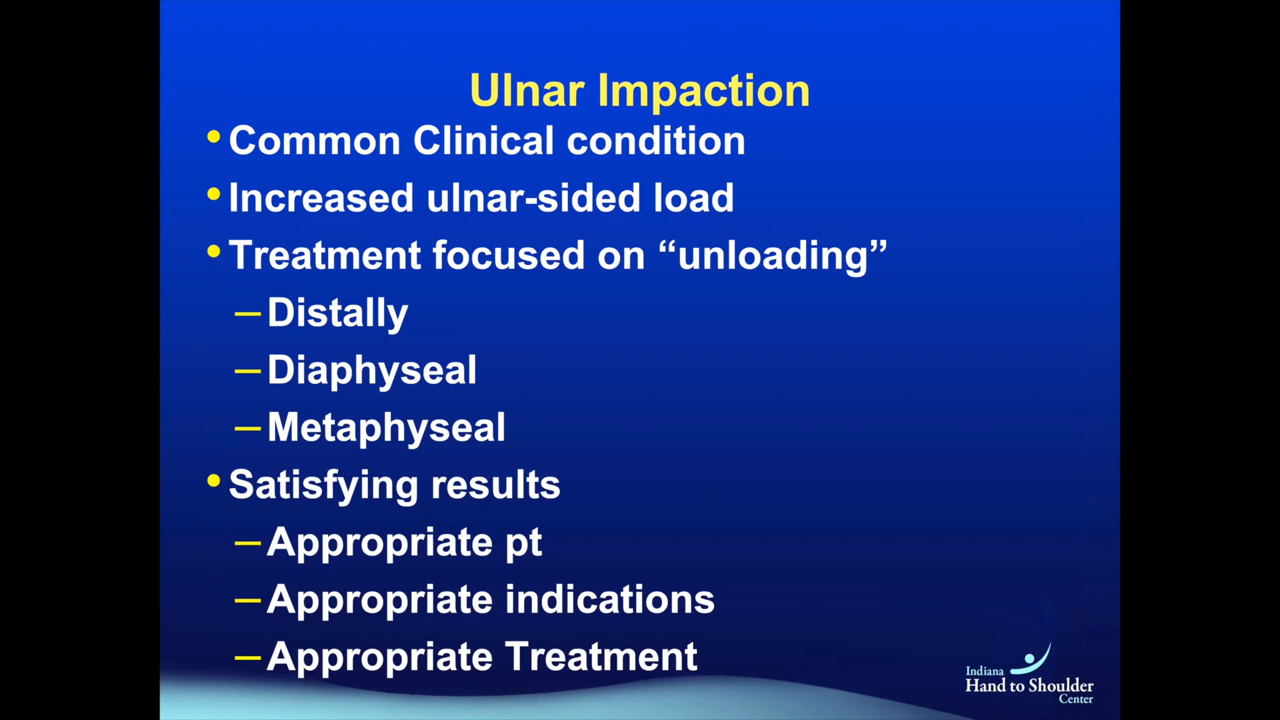 Ulnar Impaction
• Common Clinical condition
• Increased ulnar-sided load
• Treatment focused on “unloading”
– Distally
– Diaphyseal
– Metaphyseal
• Satisfying results
– Appropriate pt
– Appropriate indications
– Appropriate Treatment
Indiana
Hand to Shoulder
Center